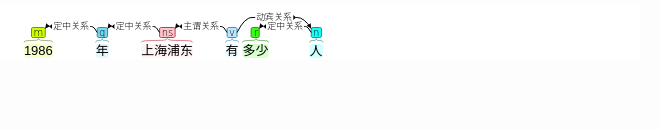 动宾关系
定中关系 定中关系 主谓关系 定中关系
m q ns v r n
1986 年 上海浦东 有 多少 人